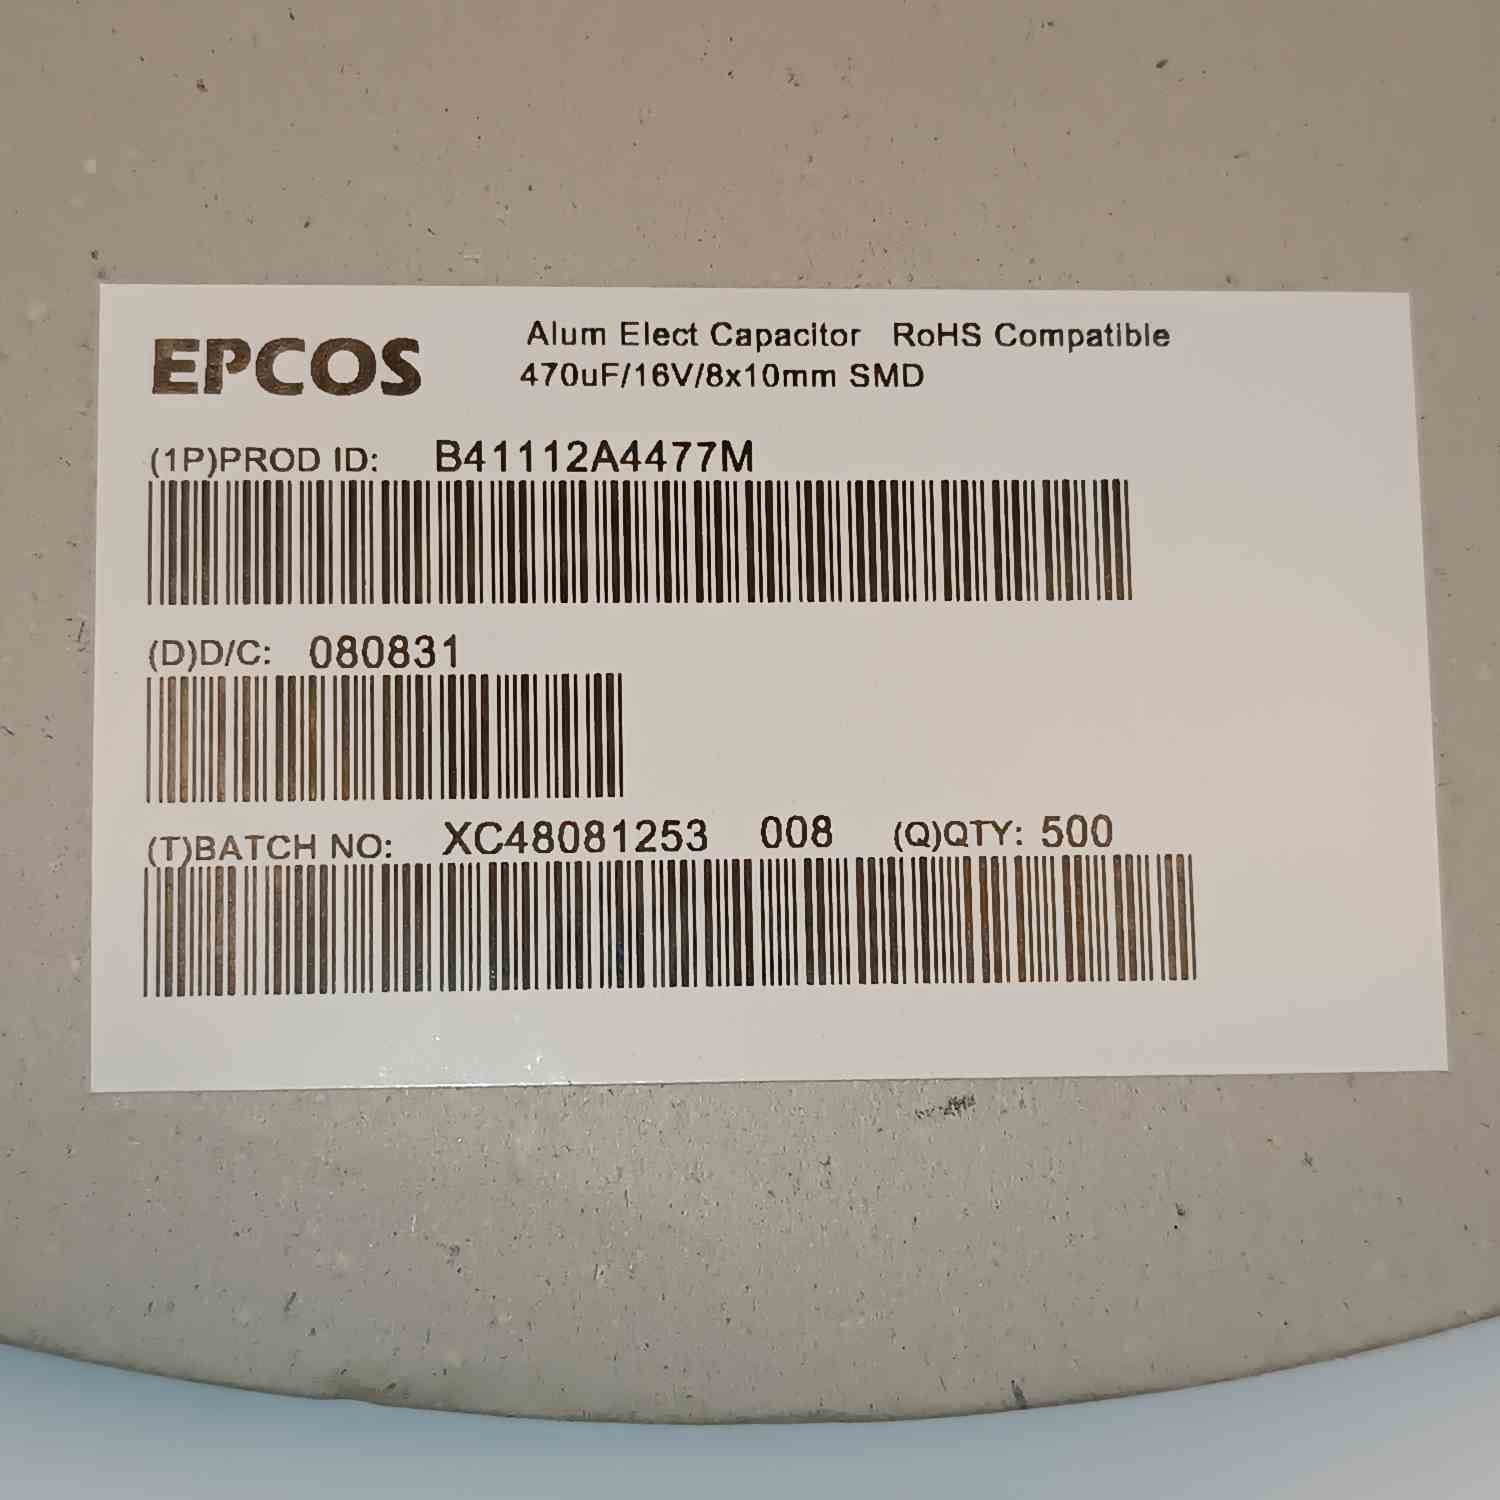 EPCOS
Alum Elect Capacitor RoHS Compatible
470uF/16V/8x10mm SMD
(1P)PROD ID: B41112A4477M
(D)D/C: 080831
(T)BATCH NO: XC48081253 008 (Q)QTY: 500